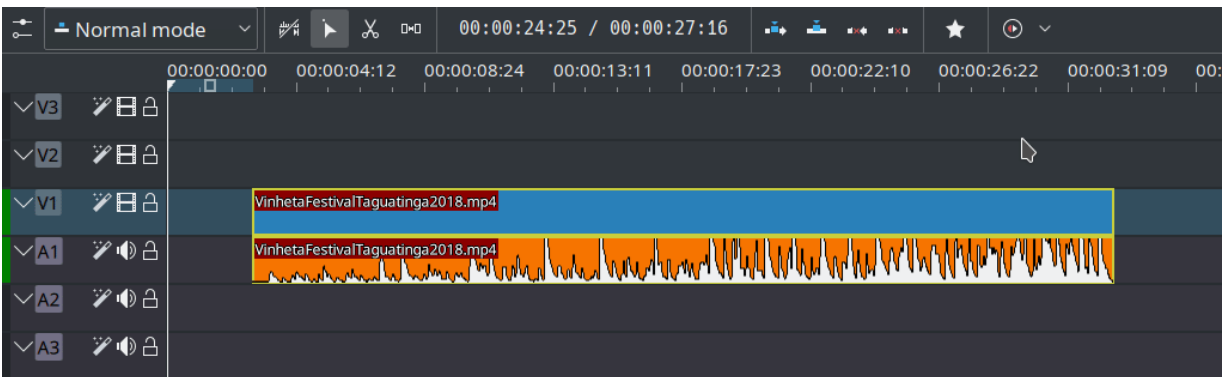 Normal mode 00:00:24:25 / 00:00:27:16
00:00:00:00 00:00:04:12 00:00:08:24 00:00:13:11 00:00:17:23 00:00:22:10 00:00:26:22 00:00:31:09 00:
V3
V2
V1 VinhetaFestivalTaguatinga2018.mp4
A1 VinhetaFestivalTaguatinga2018.mp4
A2
A3